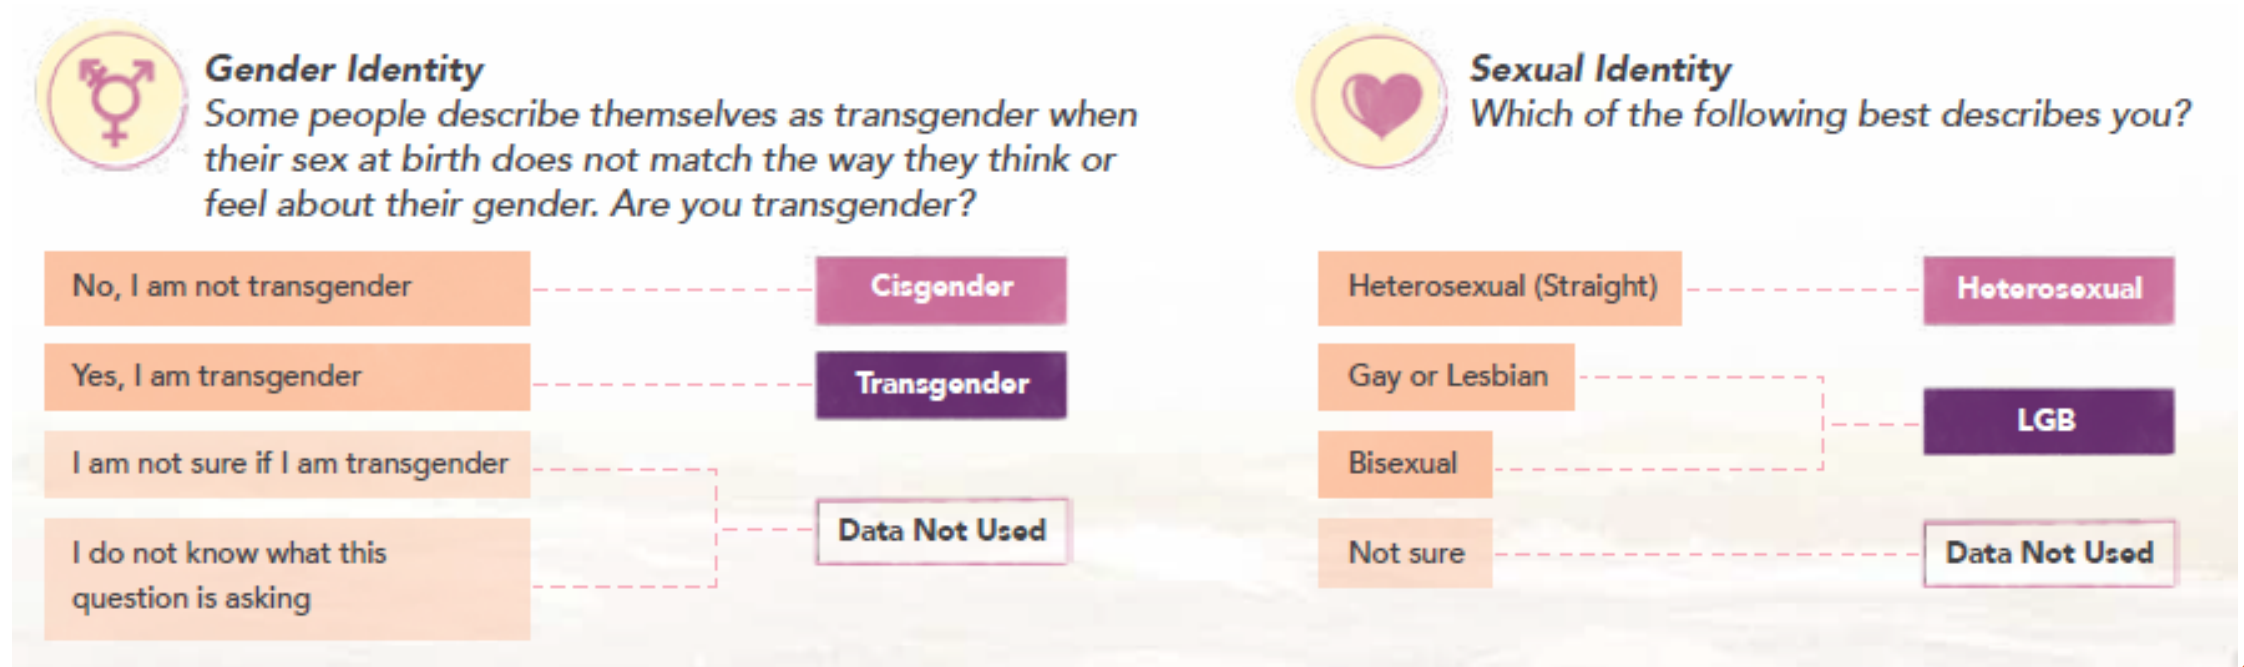 Gender Identity
Some people describe themselves as transgender when
their sex at birth does not match the way they think or
feel about their gender. Are you transgender?
No, I am not transgender
Cisgender
Yes, I am transgender
Transgender
I am not sure if I am transgender
I do not know what this
question is asking
Data Not Used
Sexual Identity
Which of the following best describes you?
Heterosexual (Straight)
Heterosexual
Gay or Lesbian
Bisexual
LGB
Not sure
Data Not Used